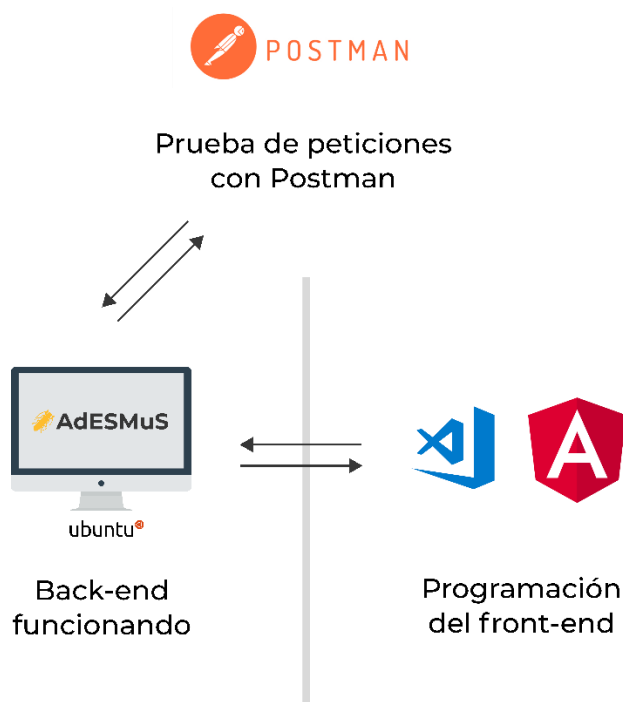 POSTMAN
Prueba de peticiones
con Postman
AdESMuS
ubuntu
A
Back-end
funcionando
Programación
del front-end